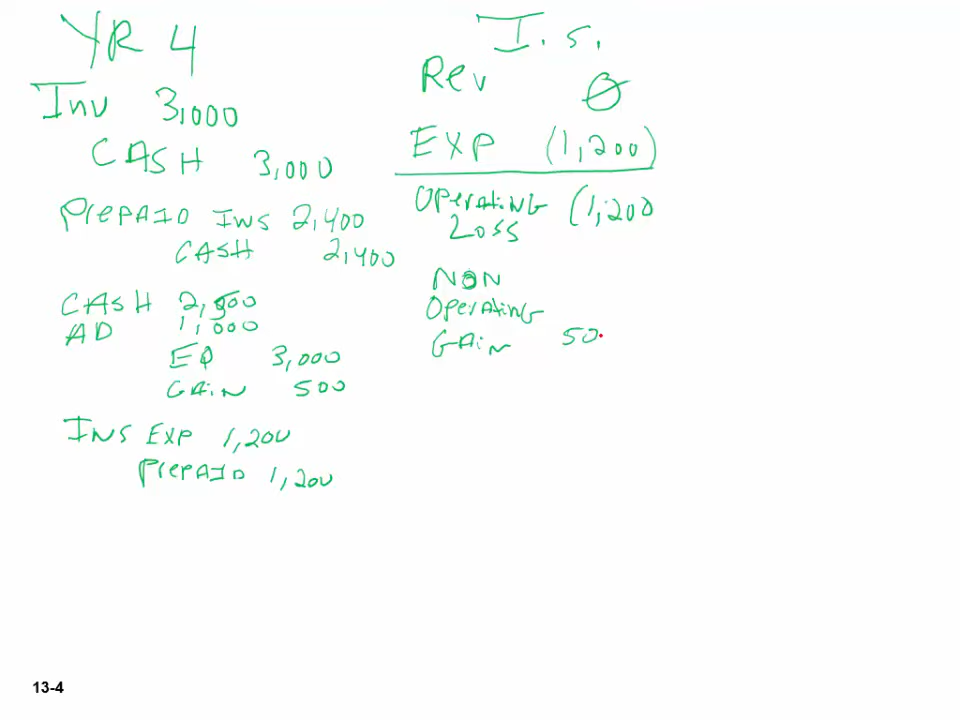 YR 4
Inv 3,000
CASH 3,000
PrePAID INS 2,400
CASH 2,400
CASH 2,500
AD 1,000
EQ 3,000
GAiN 500
INS EXP 1,200
PrePAID 1,200
I. S.
Rev Ø
EXP (1,200)
OPerAtiNG (1,200
LOSS
NON
OPerAtiNG
GAiN 50
13-4